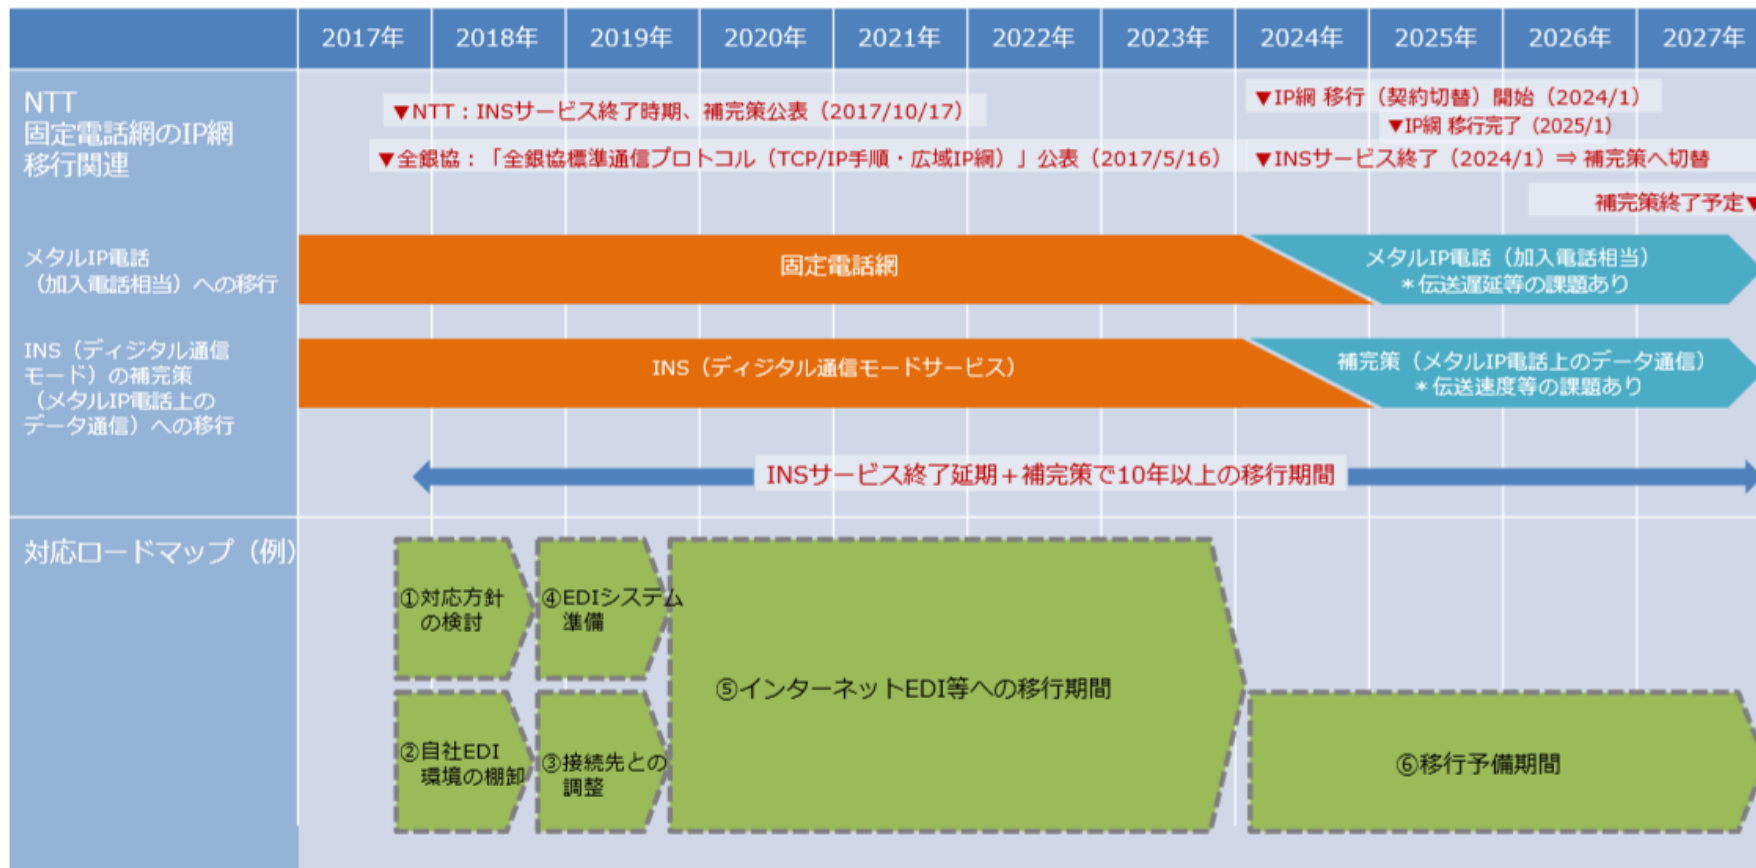 2017年 2018年 2019年 2020年 2021年 2022年 2023年 2024年 2025年 2026年 2027年
NTT
固定電話網のIP網
移行関連
▼NTT：INSサービス終了時期、補完策公表（2017/10/17）
▼全銀協：「全銀協標準通信プロトコル（TCP/IP手順・広域IP網）」公表（2017/5/16）
▼IP網 移行（契約切替）開始（2024/1）
▼IP網 移行完了（2025/1）
▼INSサービス終了（2024/1）⇒ 補完策へ切替
補完策終了予定▼
メタルIP電話
（加入電話相当）への移行
固定電話網
メタルIP電話（加入電話相当）
＊伝送遅延等の課題あり
INS（ディジタル通信
モード）の補完策
（メタルIP電話上の
データ通信）への移行
INS（ディジタル通信モードサービス）
補完策（メタルIP電話上のデータ通信）
＊伝送速度等の課題あり
INSサービス終了延期＋補完策で10年以上の移行期間
対応ロードマップ（例）
①対応方針
の検討
②自社EDI
環境の棚卸
④EDIシステム
準備
③接続先との
調整
⑤インターネットEDI等への移行期間
⑥移行予備期間